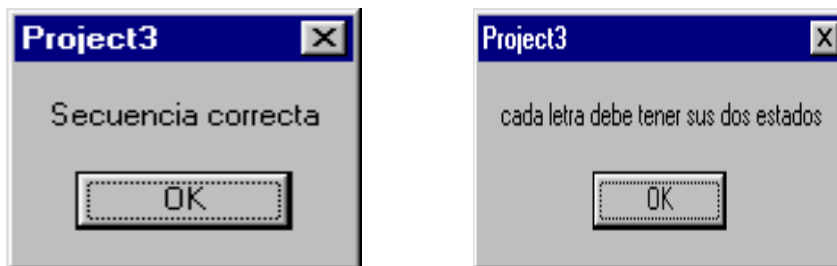 Project3
Secuencia correcta
OK
Project3
cada letra debe tener sus dos estados
OK